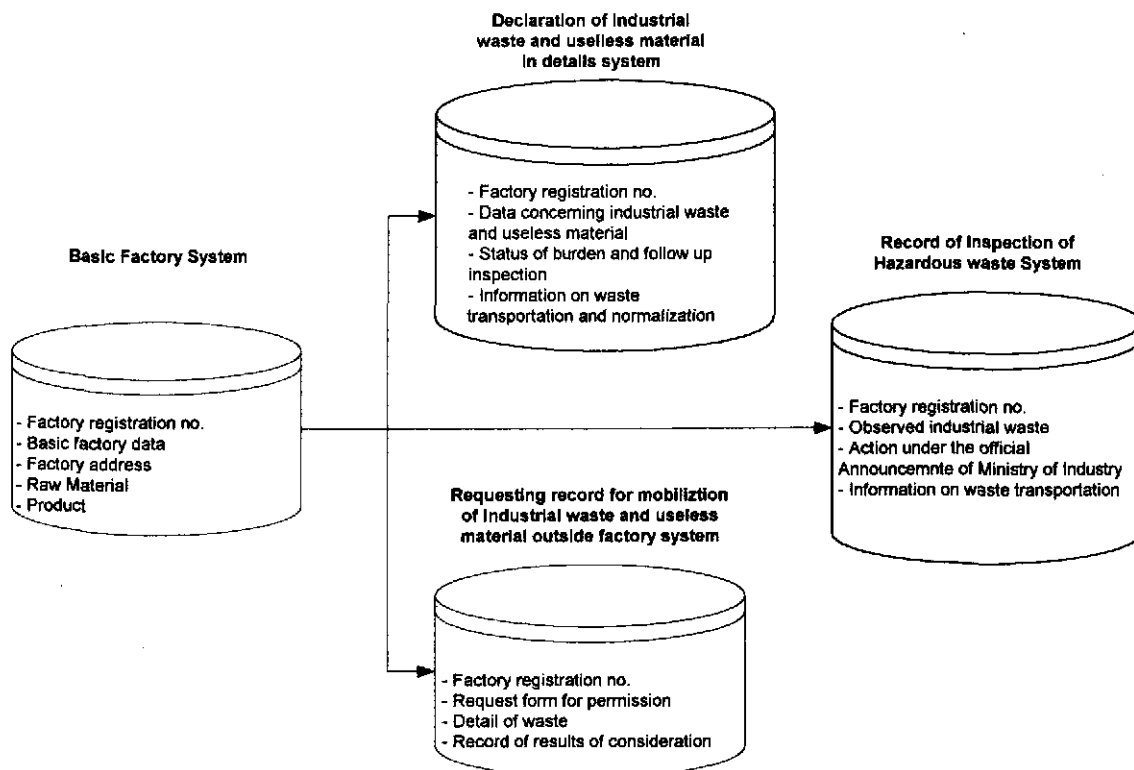 Declaration of industrial
waste and uselless material
in details system
- Factory registration no.
- Data concerning industrial waste
and useless material
- Status of burden and follow up
inspection
- Information on waste
transportation and normalization
Basic Factory System
- Factory registration no.
- Basic factory data
- Factory address
- Raw Material
- Product
Record of Inspection of
Hazardous waste System
- Factory registration no.
- Observed industrial waste
- Action under the official
Announcemnte of Ministry of Industry
- Information on waste transportation
Requesting record for mobiliztion
of industrial waste and useless
material outside factory system
- Factory registration no.
- Request form for permission
- Detail of waste
- Record of results of consideration